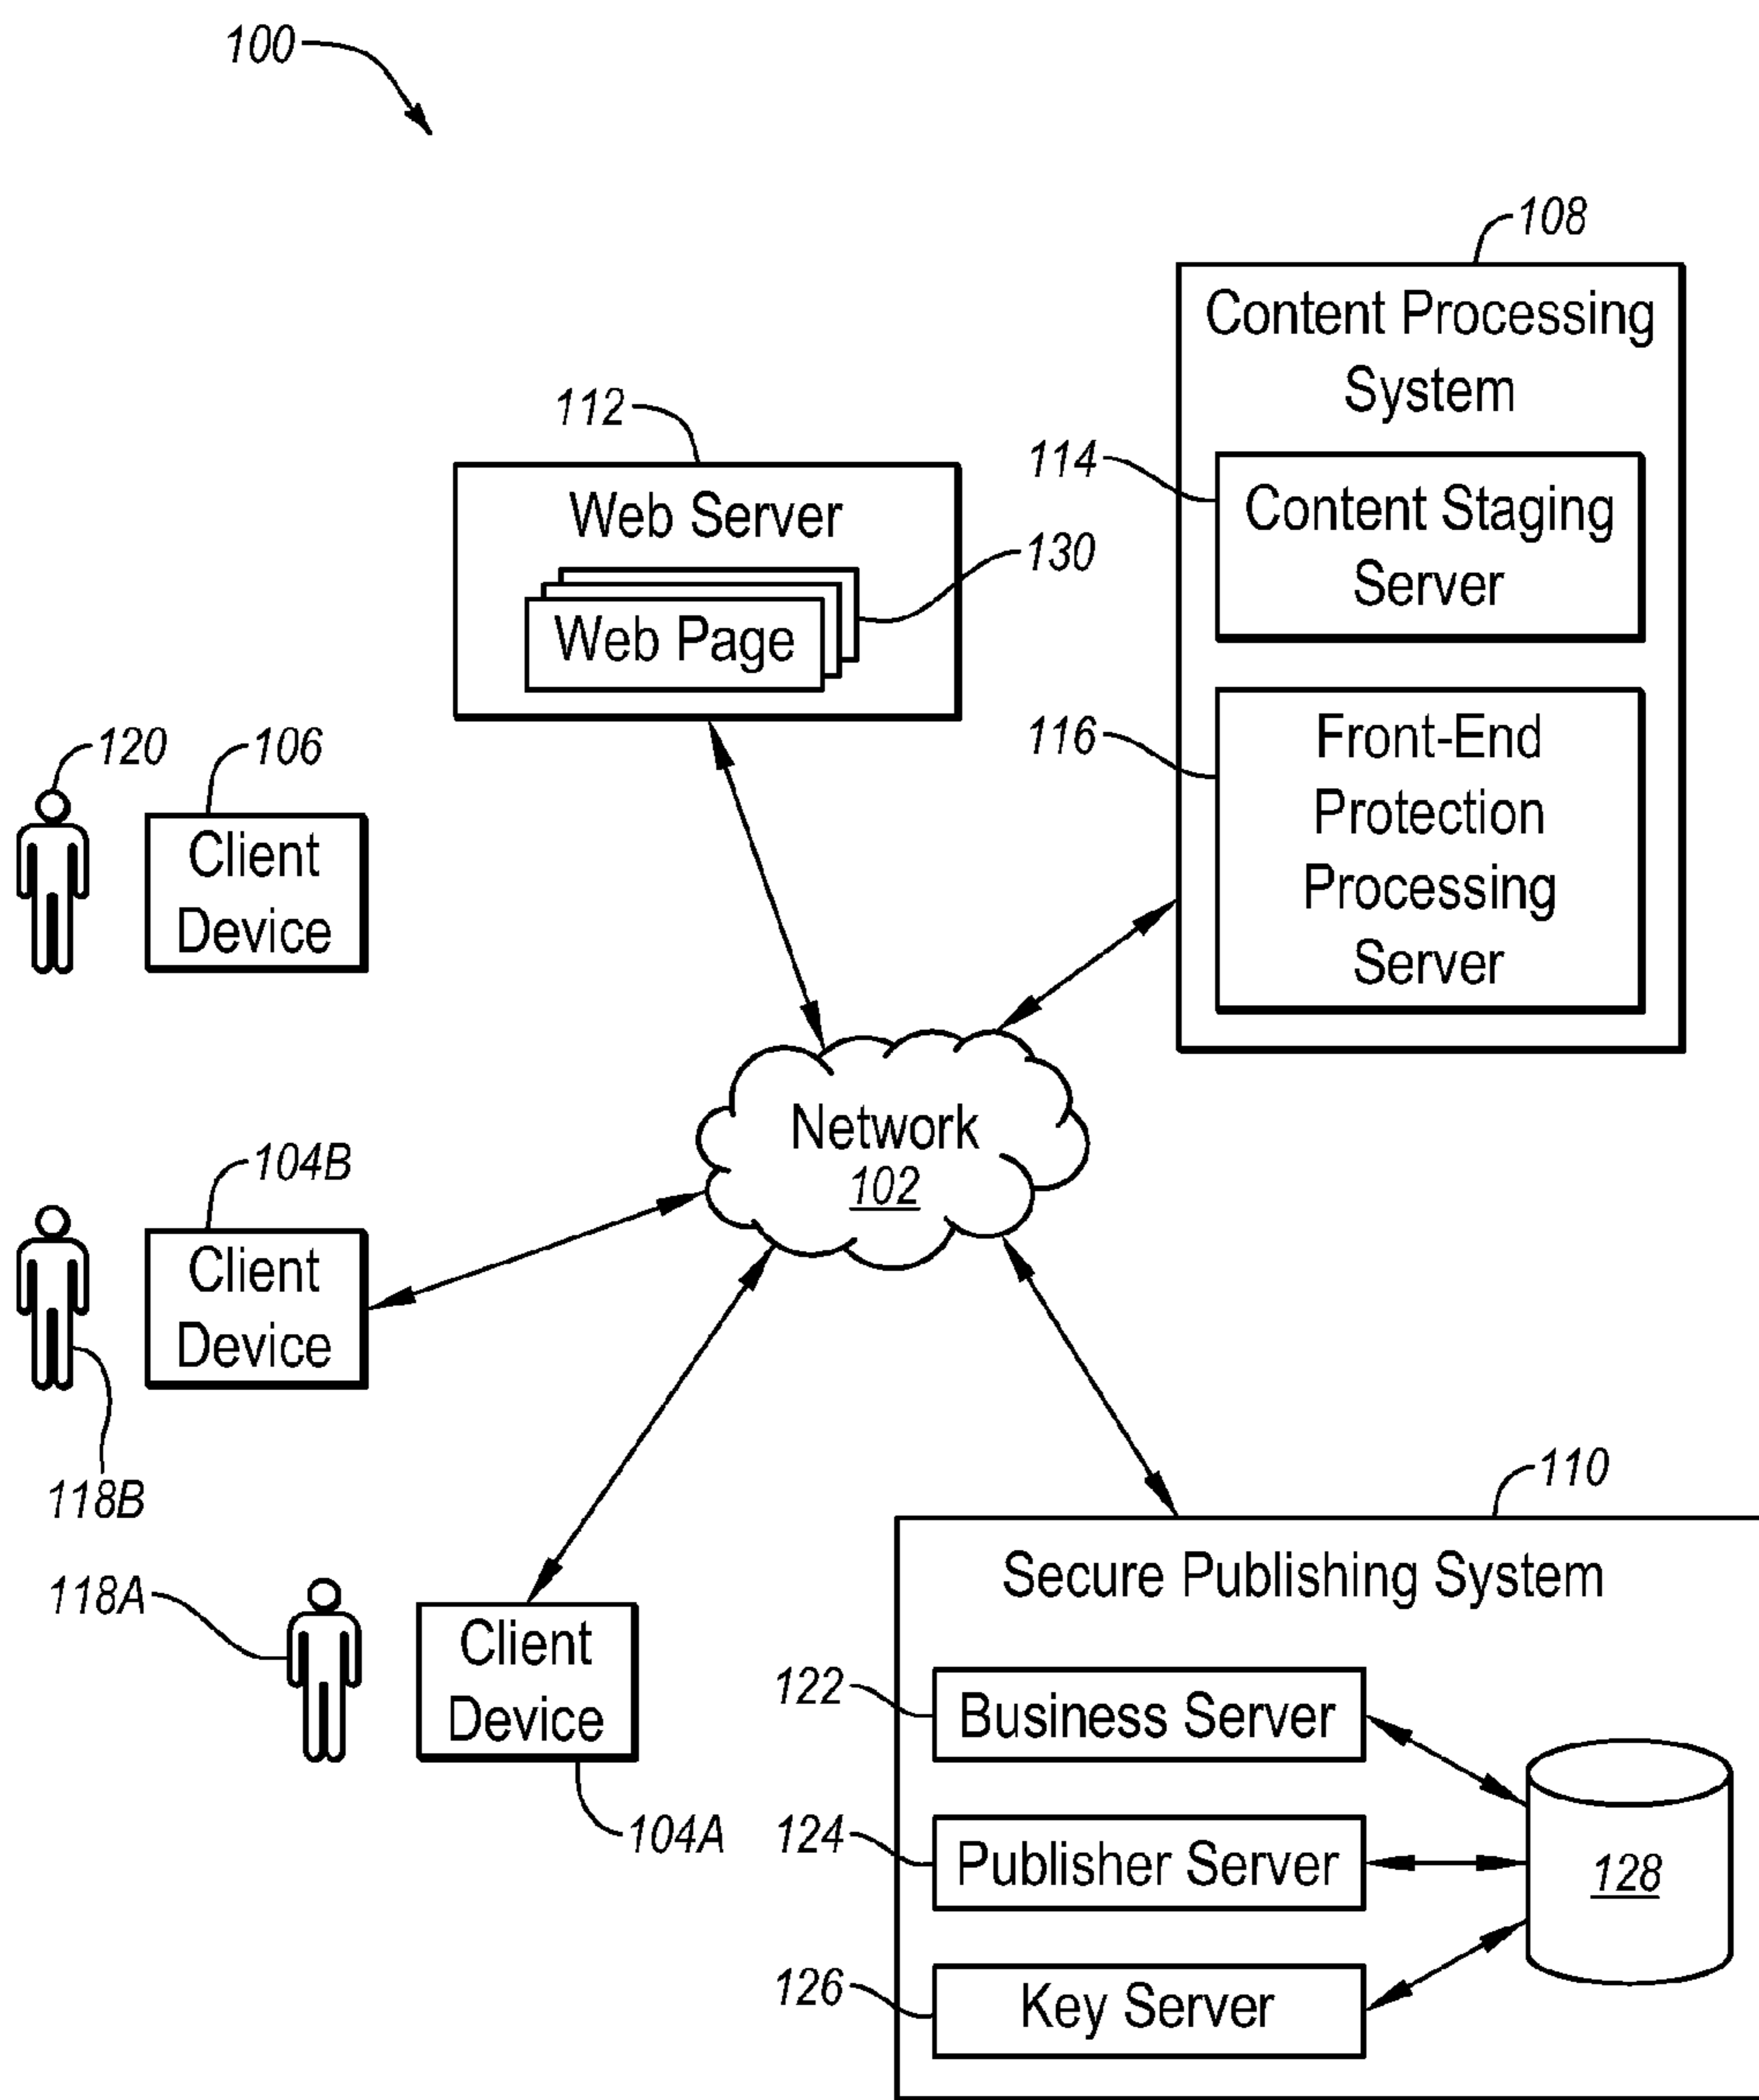 100
108
Content Processing
System
112
114
Content Staging
Server
Web Server
130
Web Page
116
Front-End
Protection
Processing
Server
120
106
Client
Device
Network
102
104B
Client
Device
118B
110
Secure Publishing System
118A
Client
Device
104A
122
Business Server
124
Publisher Server
128
126
Key Server